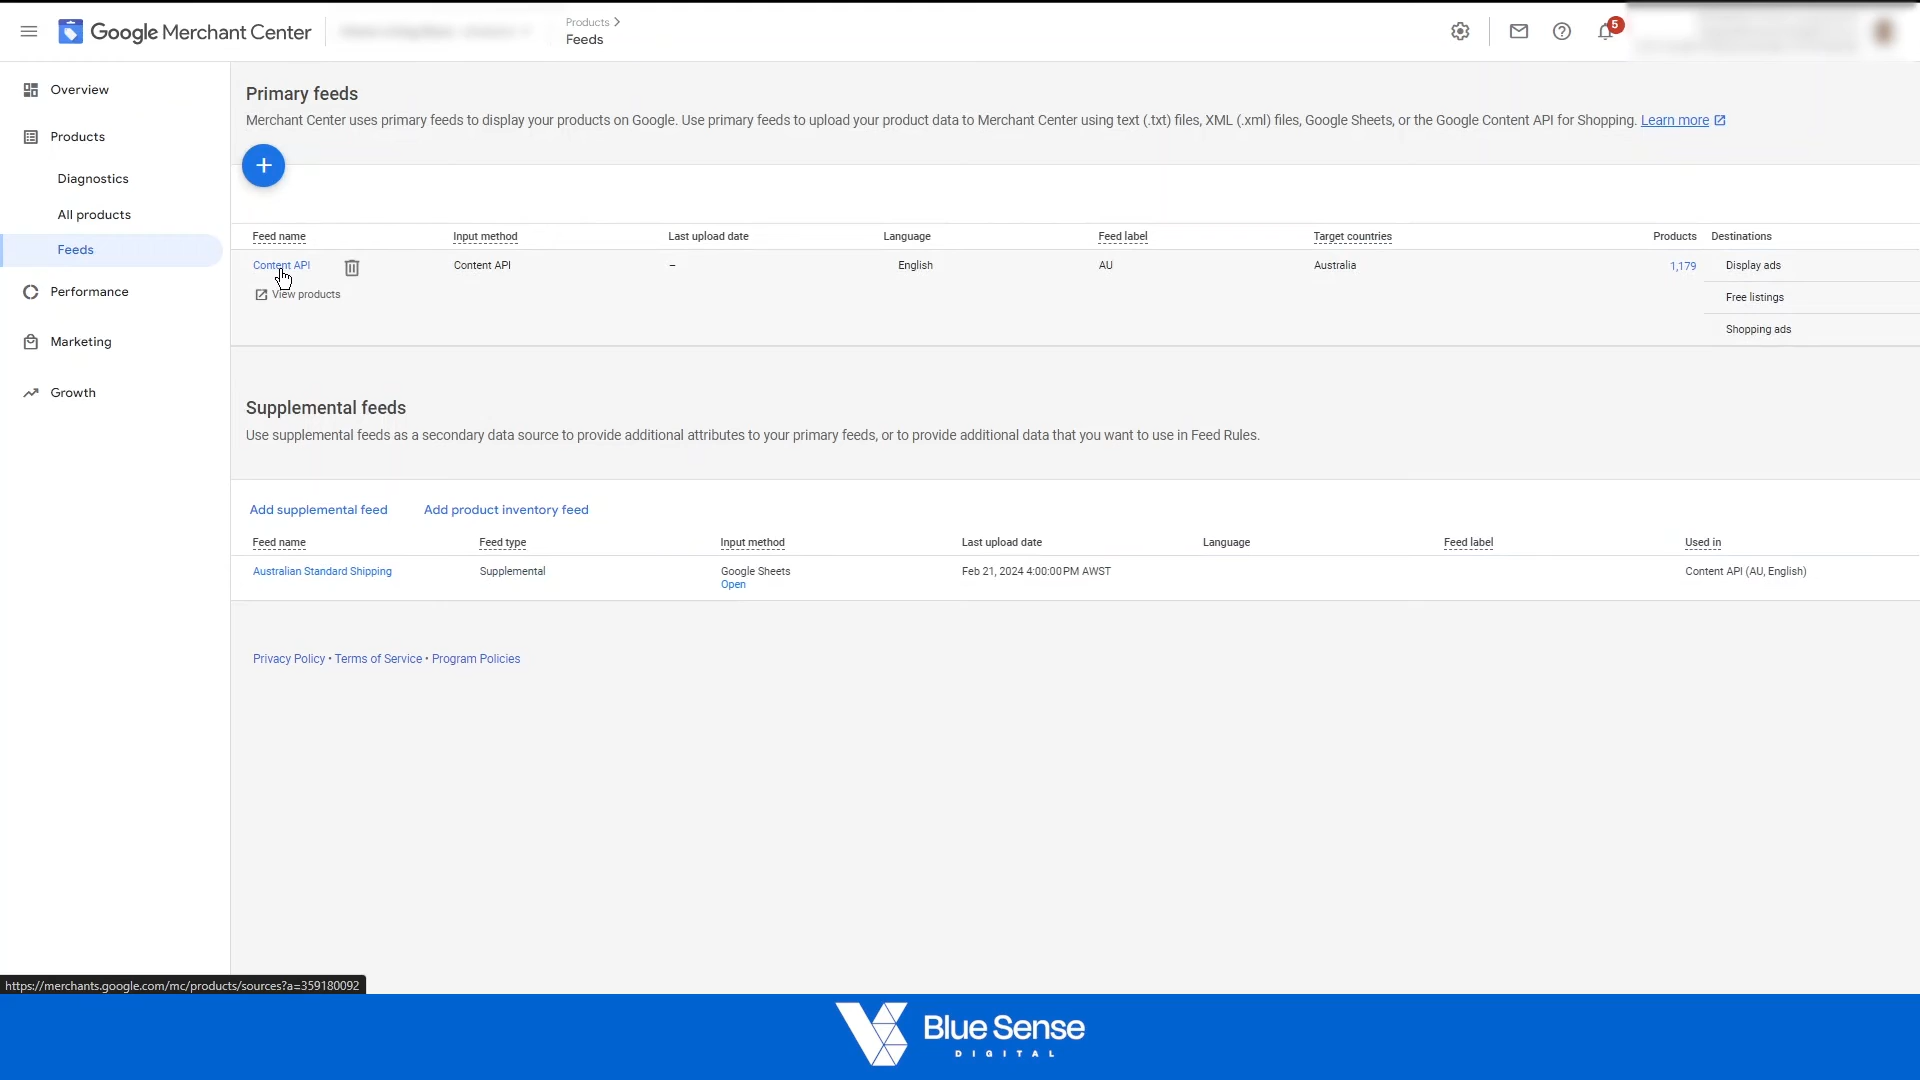 Google Merchant Center
Products
Feeds
5
Overview
Products
Diagnostics
All products
Feeds
Performance
Marketing
Growth
Primary feeds
Merchant Center uses primary feeds to display your products on Google. Use primary feeds to upload your product data to Merchant Center using text (.txt) files, XML (.xml) files, Google Sheets, or the Google Content API for Shopping. Learn more
Feed name Input method Last upload date Language Feed label Target countries Products Destinations
Content API Content API – English AU Australia 1,179 Display ads
View products
Free listings
Shopping ads
Supplemental feeds
Use supplemental feeds as a secondary data source to provide additional attributes to your primary feeds, or to provide additional data that you want to use in Feed Rules.
Add supplemental feed Add product inventory feed
Feed name Feed type Input method Last upload date Language Feed label Used in
Australian Standard Shipping Supplemental Google Sheets Feb 21, 2024 4:00:00 PM AWST Content API (AU, English)
Open
Privacy Policy • Terms of Service • Program Policies
https://merchants.google.com/mc/products/sources?a=359180092
Blue Sense
DIGITAL